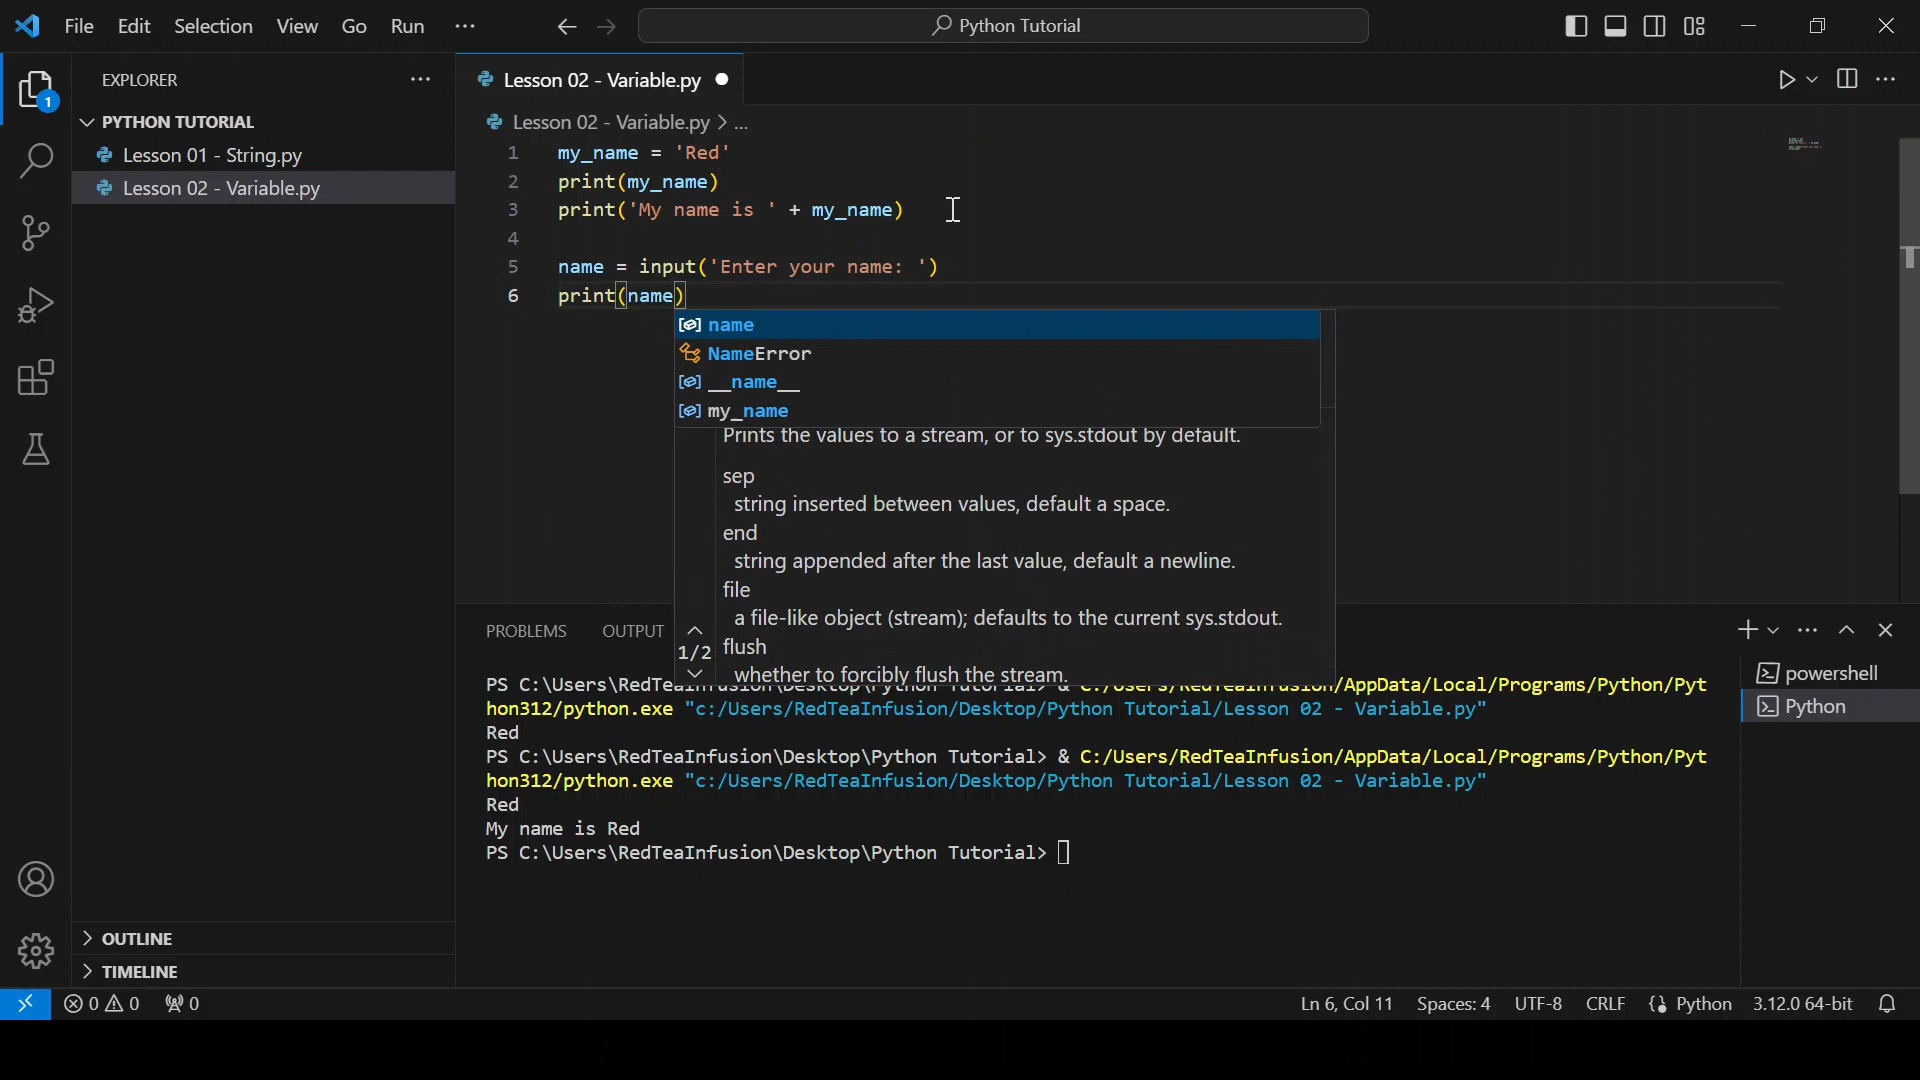 File Edit Selection View Go Run ··· Python Tutorial
EXPLORER
PYTHON TUTORIAL
Lesson 01 - String.py
Lesson 02 - Variable.py
OUTLINE
TIMELINE
1
Lesson 02 - Variable.py
Lesson 02 - Variable.py > ...
1 my_name = 'Red'
2 print(my_name)
3 print('My name is ' + my_name)
4
5 name = input('Enter your name: ')
6 print(name)
name
NameError
__name__
my_name
Prints the values to a stream, or to sys.stdout by default.
sep
string inserted between values, default a space.
end
string appended after the last value, default a newline.
file
a file-like object (stream); defaults to the current sys.stdout.
flush
whether to forcibly flush the stream.
1/2
PROBLEMS OUTPUT
PS C:\Users\RedTeaInfusion\Desktop\Python Tutorial> & C:/Users/RedTeaInfusion/AppData/Local/Programs/Python/Pyt
hon312/python.exe "c:/Users/RedTeaInfusion/Desktop/Python Tutorial/Lesson 02 - Variable.py"
Red
PS C:\Users\RedTeaInfusion\Desktop\Python Tutorial> & C:/Users/RedTeaInfusion/AppData/Local/Programs/Python/Pyt
hon312/python.exe "c:/Users/RedTeaInfusion/Desktop/Python Tutorial/Lesson 02 - Variable.py"
Red
My name is Red
PS C:\Users\RedTeaInfusion\Desktop\Python Tutorial>
powershell
Python
0 0 0 Ln 6, Col 11 Spaces: 4 UTF-8 CRLF Python 3.12.0 64-bit